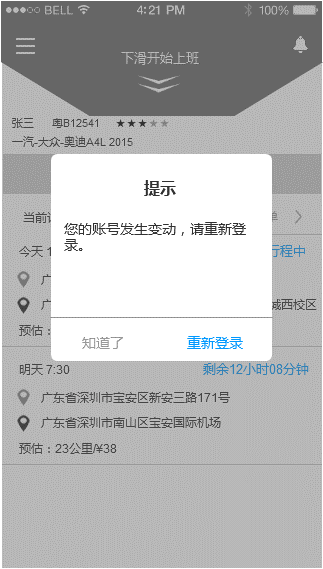 BELL 4:21 PM 100%
下滑开始上班
张三 粤B12541 ★★★★★
一汽-大众-奥迪A4L 2015
提示
您的账号发生变动，请重新登
录。
知道了 重新登录
当前 单
今天 1 行程中
广
广 城西校区
预估：
明天 7:30 剩余12小时08分钟
广东省深圳市宝安区新安三路171号
广东省深圳市南山区宝安国际机场
预估：23公里/¥38